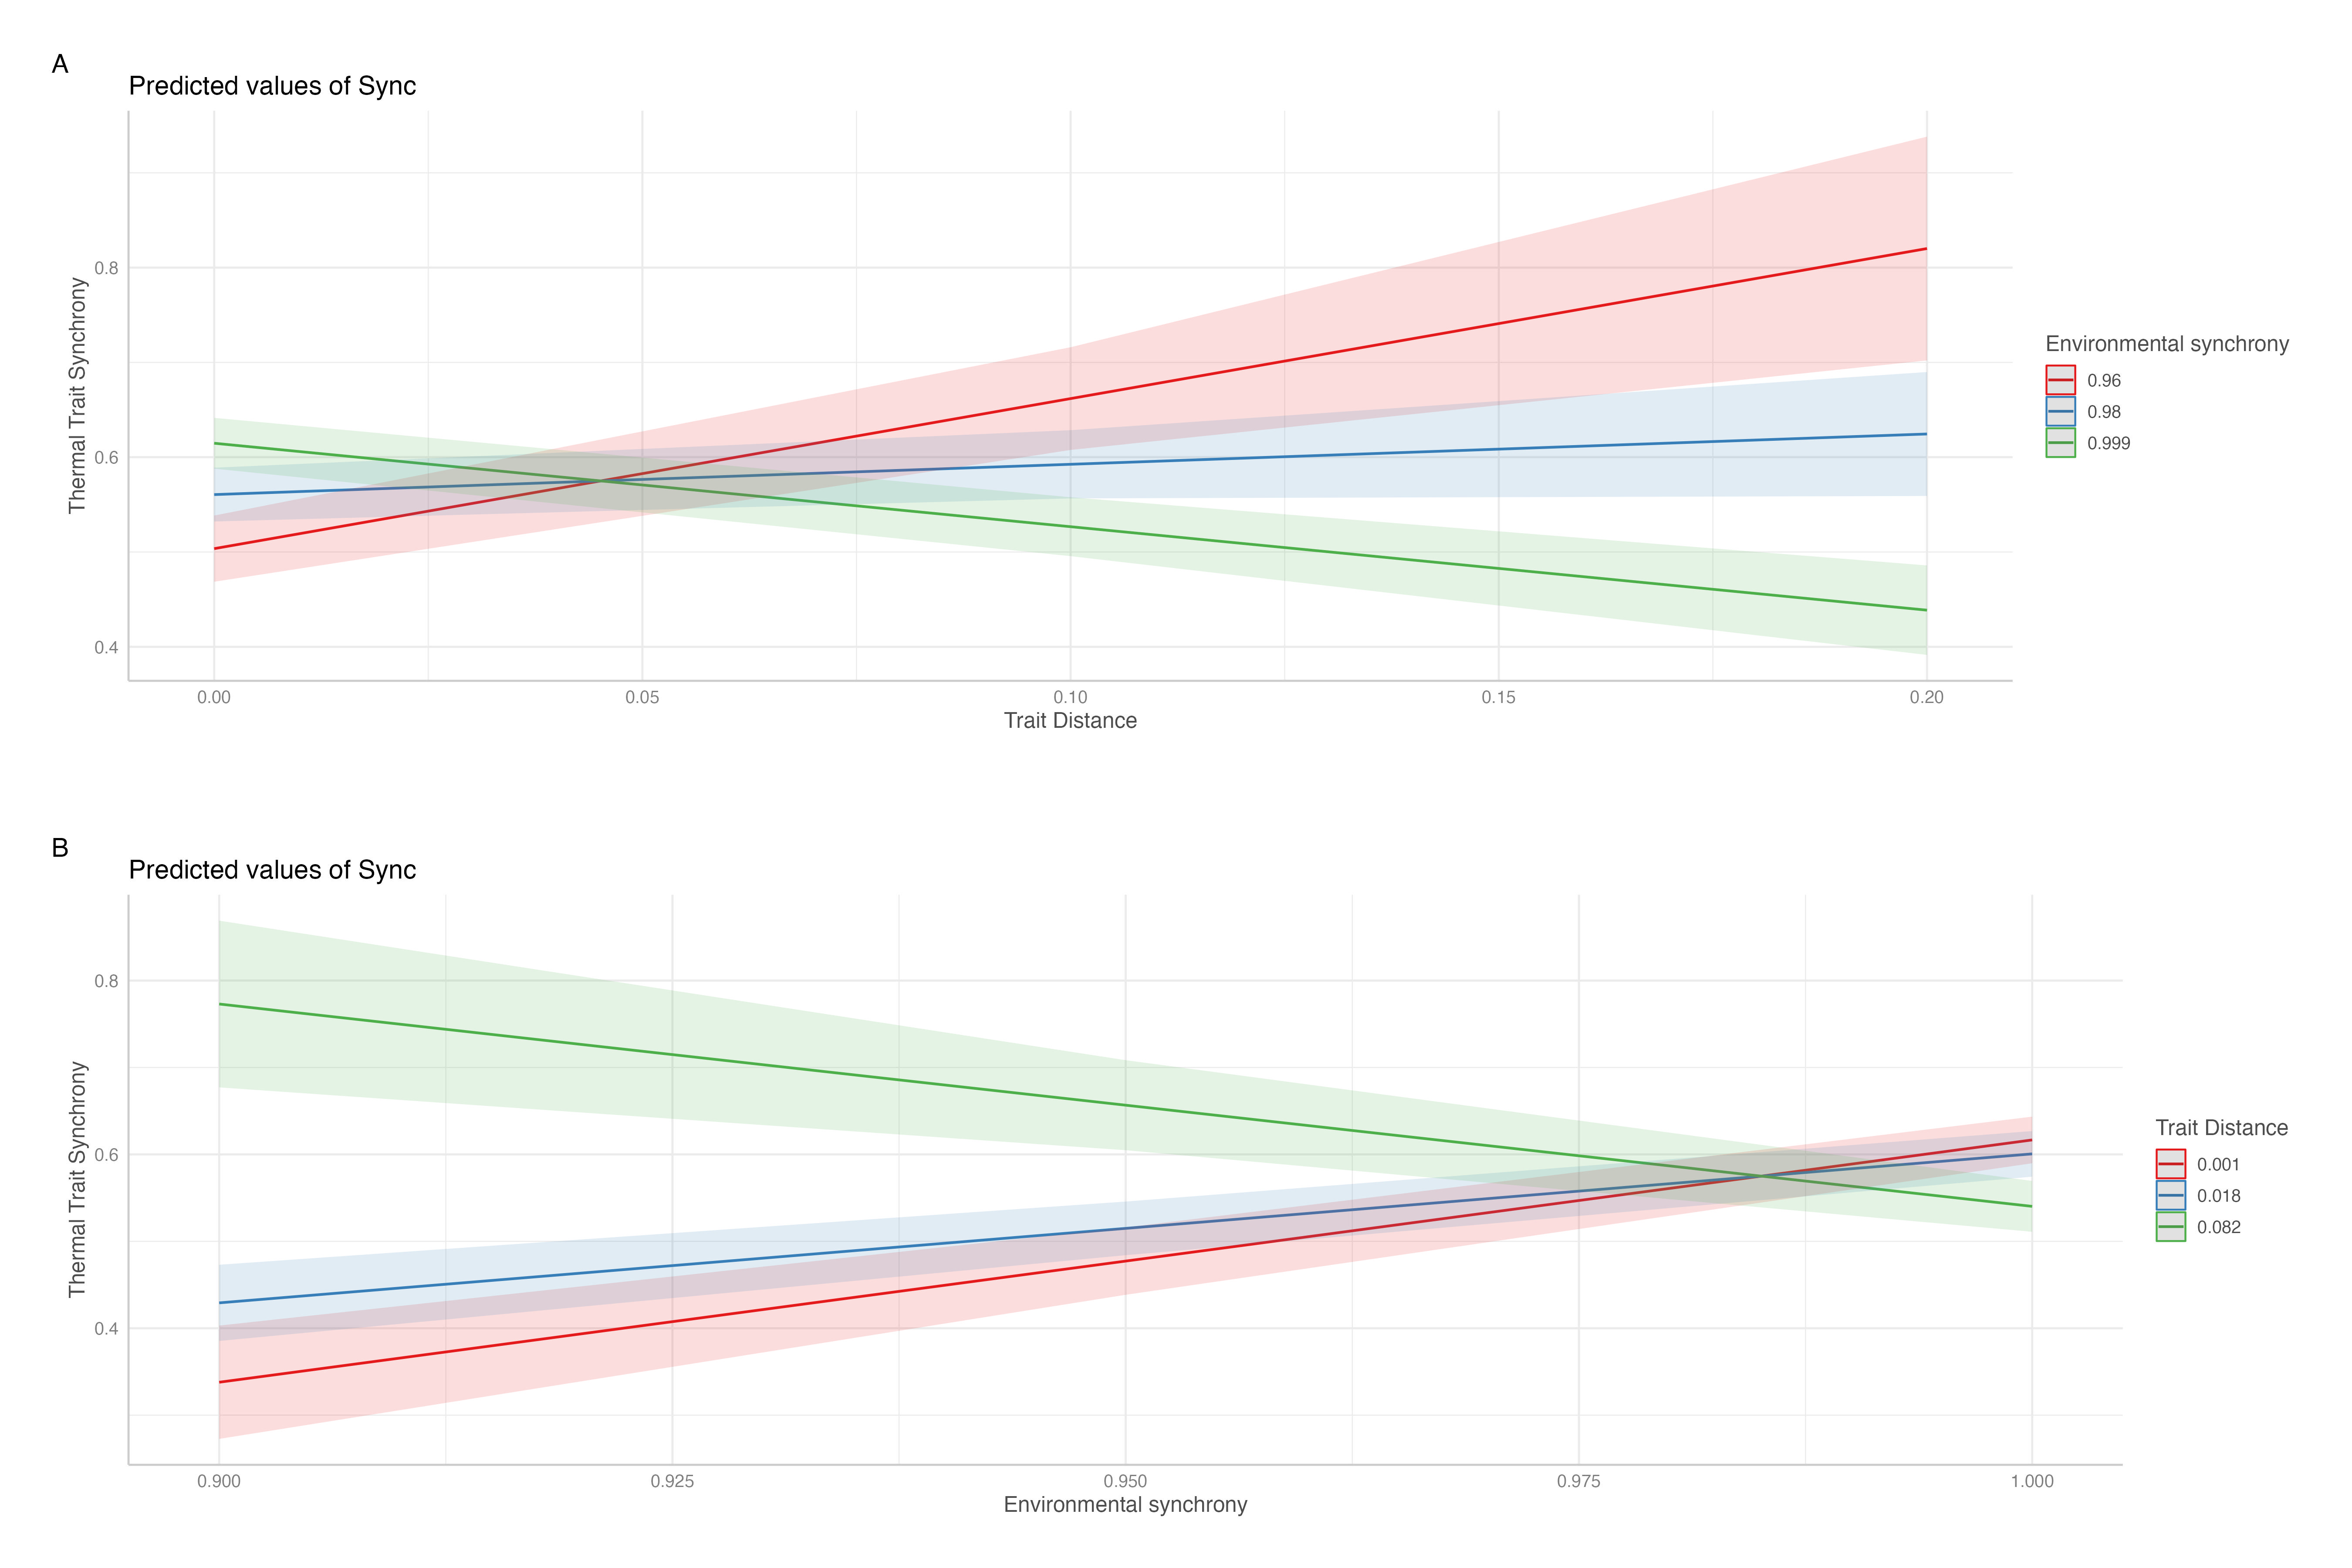 A
Predicted values of Sync
Thermal Trait Synchrony
0.8
0.6
0.4
0.00 0.05 0.10 0.15 0.20
Trait Distance
Environmental synchrony
0.96
0.98
0.999
B
Predicted values of Sync
Thermal Trait Synchrony
0.8
0.6
0.4
0.900 0.925 0.950 0.975 1.000
Environmental synchrony
Trait Distance
0.001
0.018
0.082